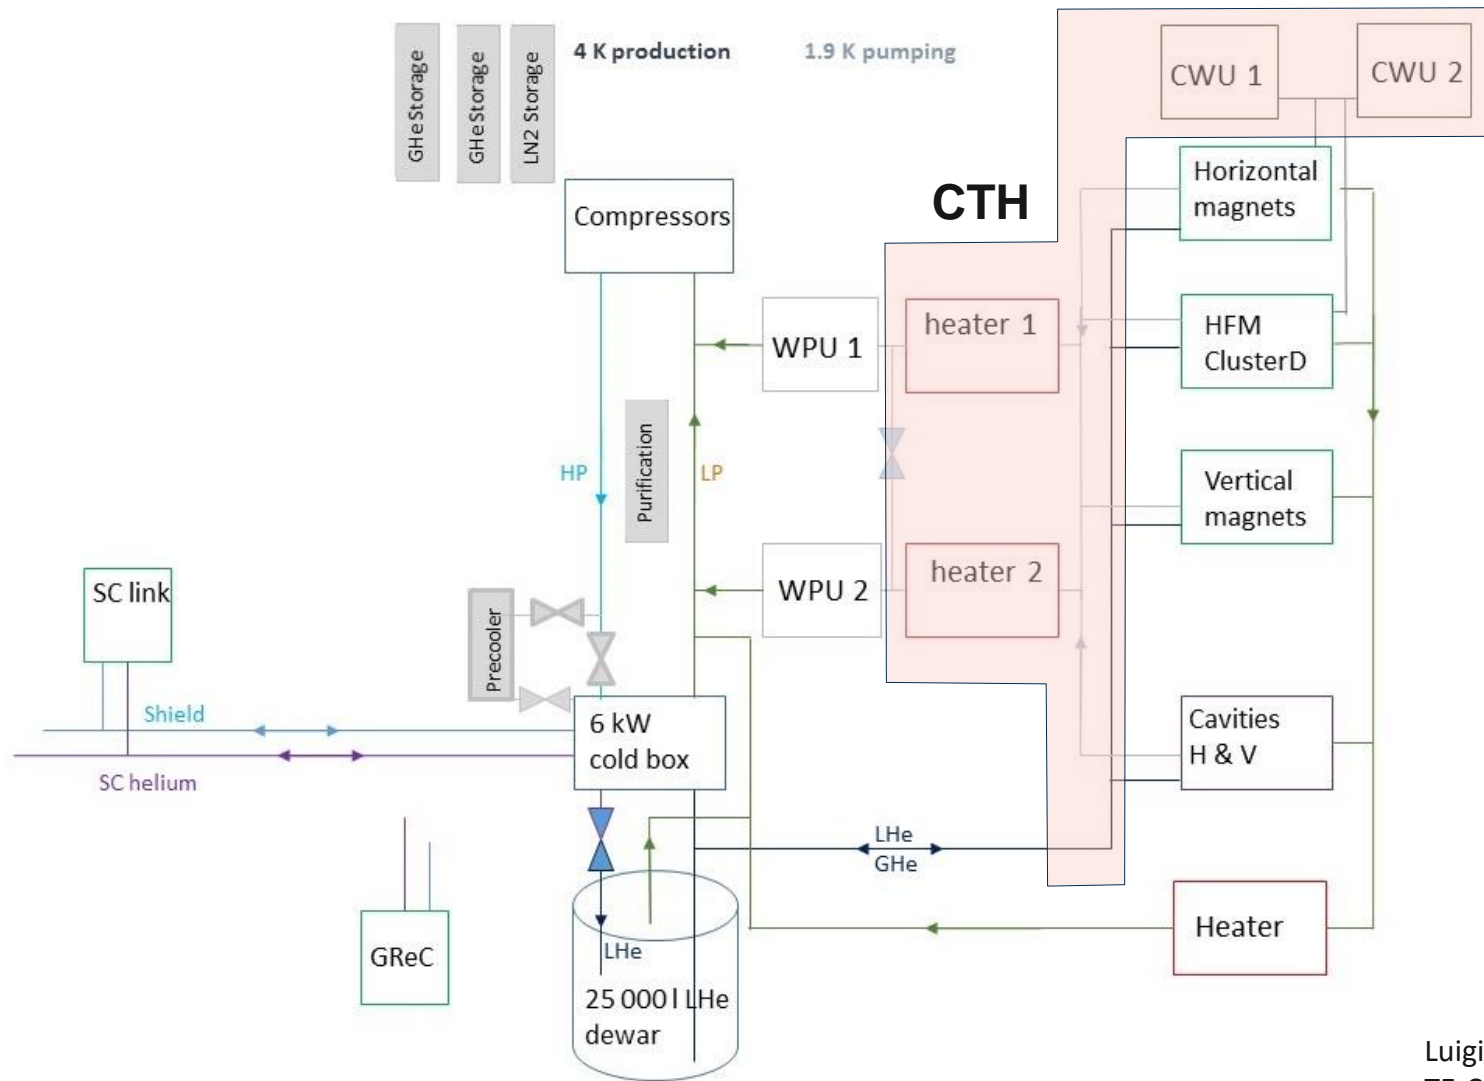 GHe Storage
GHe Storage
LN2 Storage
4 K production
1.9 K pumping
CWU 1
CWU 2
Compressors
CTH
Horizontal
magnets
WPU 1
heater 1
HFM
ClusterD
HP
Purification
LP
Vertical
magnets
SC link
Precooler
WPU 2
heater 2
Shield
SC helium
6 kW
cold box
Cavities
H & V
LHe
GHe
GReC
LHe
25 000 l LHe
dewar
Heater
Luigi